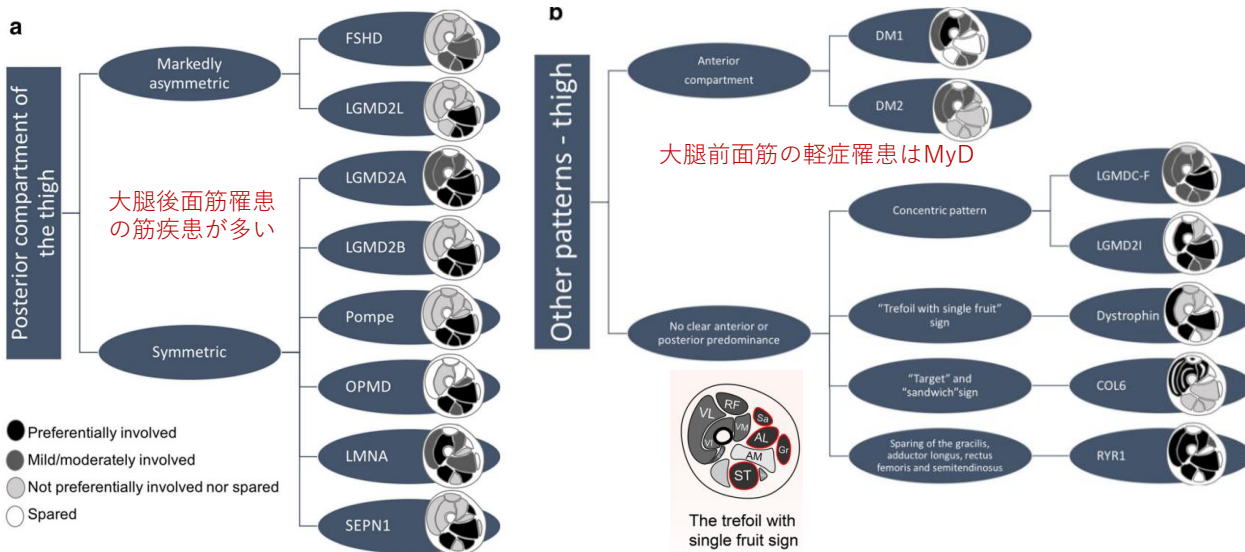 a
Posterior compartment of
the thigh
Markedly
asymmetric
FSHD
LGMD2L
大腿後面筋罹患
の筋疾患が多い
Symmetric
LGMD2A
LGMD2B
Pompe
OPMD
LMNA
SEPN1
Preferentially involved
Mild/moderately involved
Not preferentially involved nor spared
Spared
b
Other patterns - thigh
Anterior
compartment
DM1
DM2
大腿前面筋の軽症罹患はMyD
No clear anterior or
posterior predominance
Concentric pattern
LGMDC-F
LGMD2I
"Trefoil with single fruit"
sign
Dystrophin
"Target" and
"sandwich"sign
COL6
Sparing of the gracilis,
adductor longus, rectus
femoris and semitendinosus
RYR1
VL
RF
VI
VM
Sa
AL
Gr
AM
ST
The trefoil with
single fruit sign